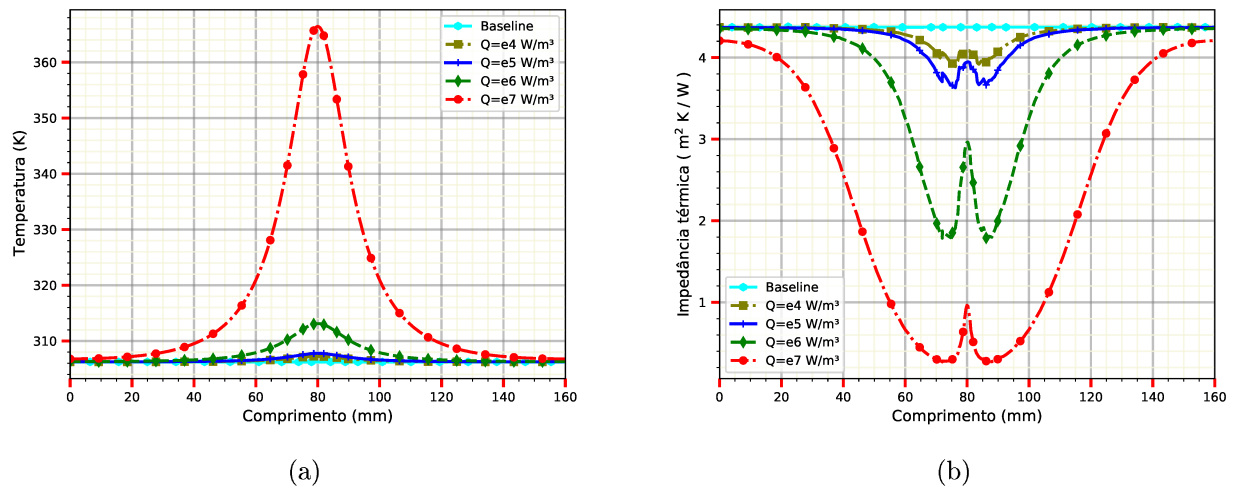 360
350
340
330
320
310
Temperatura (K)
0 20 40 60 80 100 120 140 160
Comprimento (mm)
Baseline
Q=e4 W/m³
Q=e5 W/m³
Q=e6 W/m³
Q=e7 W/m³
(a)
4
3
2
1
Impedância térmica ( m² K / W )
0 20 40 60 80 100 120 140 160
Comprimento (mm)
Baseline
Q=e4 W/m³
Q=e5 W/m³
Q=e6 W/m³
Q=e7 W/m³
(b)